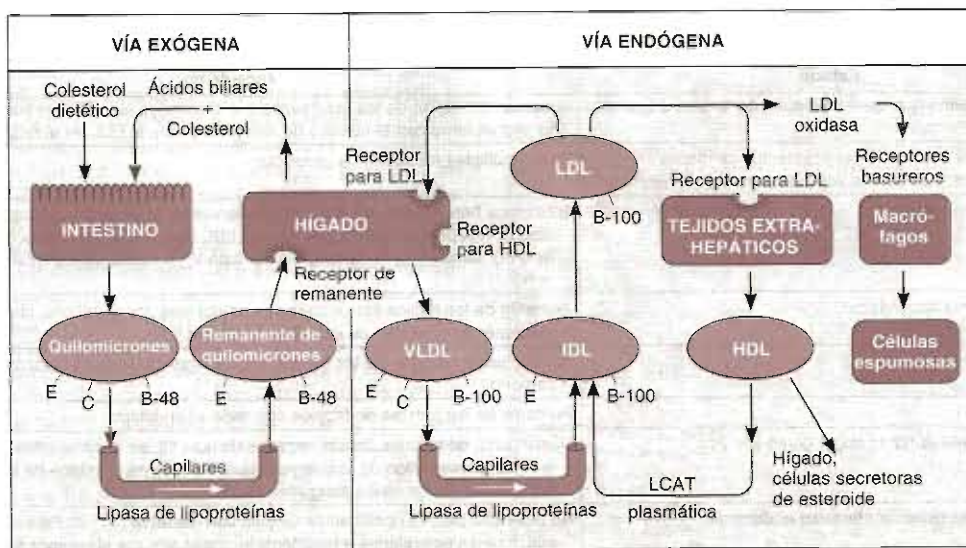 VÍA EXÓGENA
VÍA ENDÓGENA
Colesterol
dietético
Ácidos biliares
+
Colesterol
INTESTINO
HÍGADO
Receptor
para LDL
Receptor
para HDL
Receptor de
remanente
Quilomicrones
E
C
B-48
Remanente de
quilomicrones
E
B-48
Capilares
Lipasa de lipoproteínas
LDL
B-100
LDL
oxidasa
Receptor para LDL
TEJIDOS EXTRA-
HEPÁTICOS
Receptores
basureros
Macró-
fagos
Células
espumosas
VLDL
E
C
B-100
IDL
E
B-100
HDL
Capilares
Lipasa de lipoproteínas
LCAT
plasmática
Hígado,
células secretoras
de esteroide